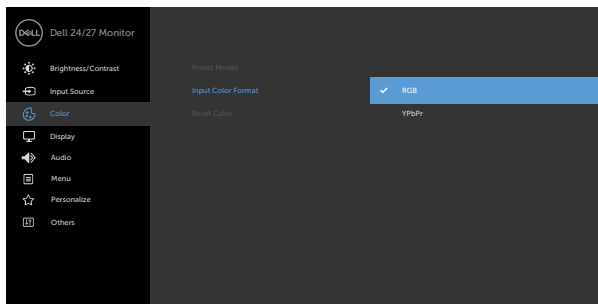 DELL Dell 24/27 Monitor
Brightness/Contrast
Preset Modes
Input Source
Input Color Format
RGB
Color
Reset Color
YPbPr
Display
Audio
Menu
Personalize
Others